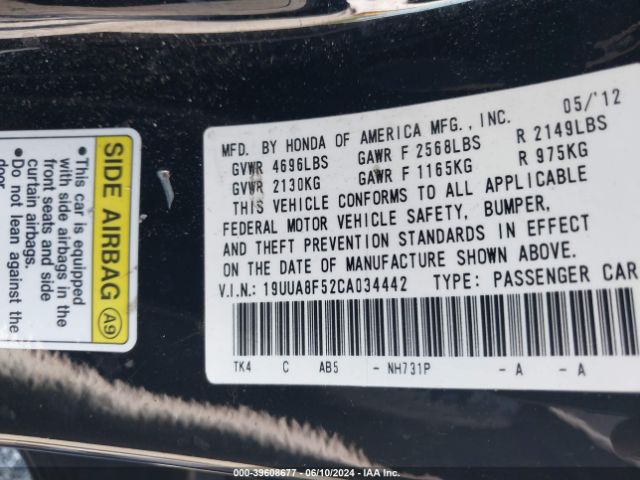 05/'12
MFD. BY HONDA OF AMERICA MFG., INC.
GVWR 4696LBS GAWR F 2568LBS R 2149LBS
GVWR 2130KG GAWR F 1165KG R 975KG
THIS VEHICLE CONFORMS TO ALL APPLICABLE
FEDERAL MOTOR VEHICLE SAFETY, BUMPER,
AND THEFT PREVENTION STANDARDS IN EFFECT
ON THE DATE OF MANUFACTURE SHOWN ABOVE.
V.I.N.: 19UUA8F52CA034442 TYPE: PASSENGER CAR
TK4 C AB5 - NH731P - A - A
SIDE AIRBAG A9
•This car is equipped
with side airbags in the
front seats and side
curtain airbags.
•Do not lean against the
door.
000-39608677 - 06/10/2024 - IAA Inc.